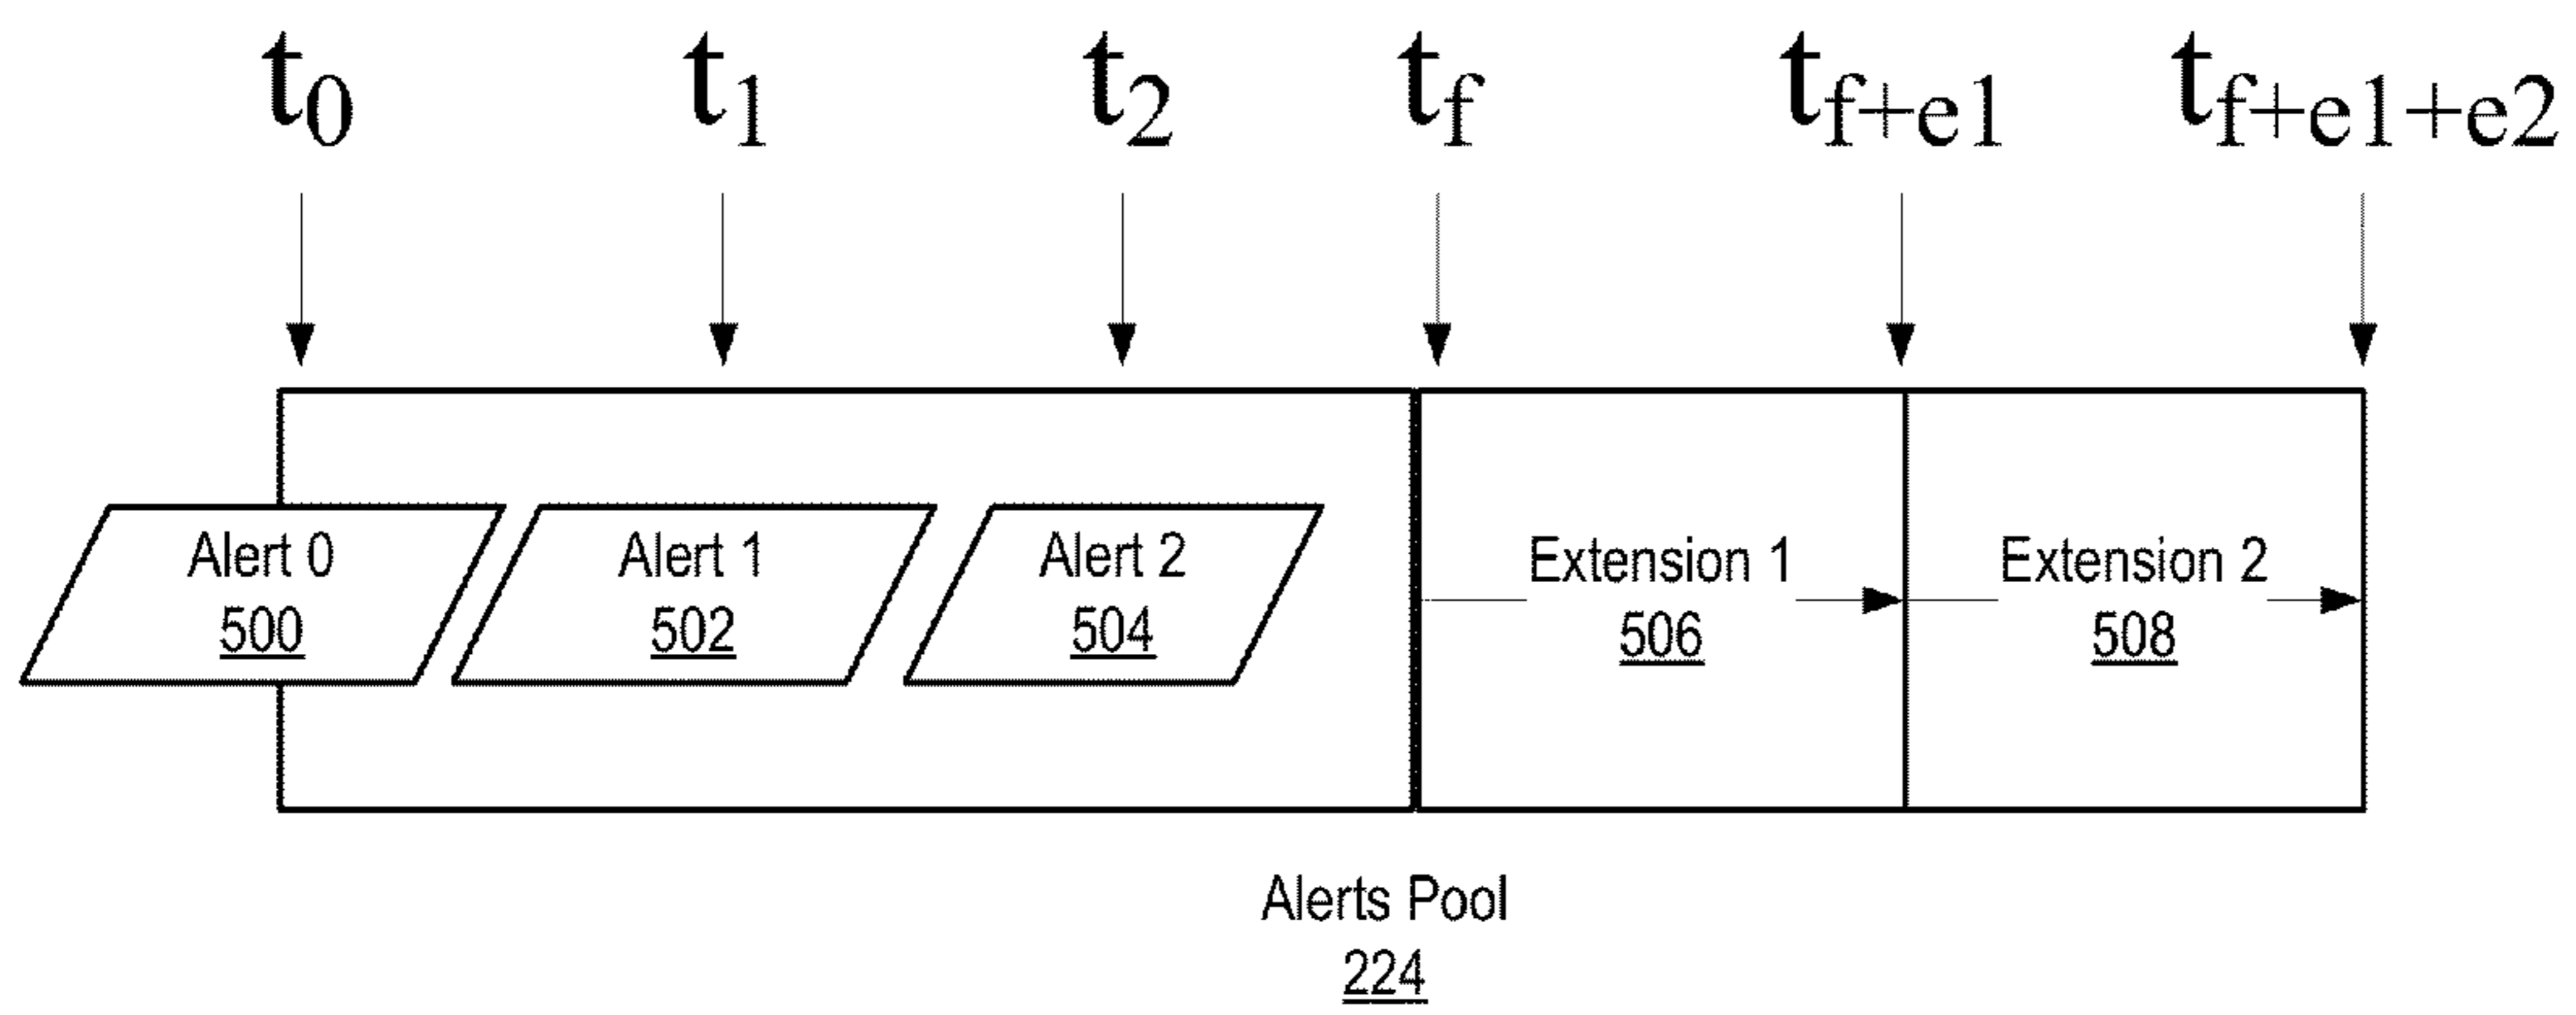 t0 t1 t2 tf tf+e1 tf+e1+e2
Alert 0
500
Alert 1
502
Alert 2
504
Extension 1
506
Extension 2
508
Alerts Pool
224